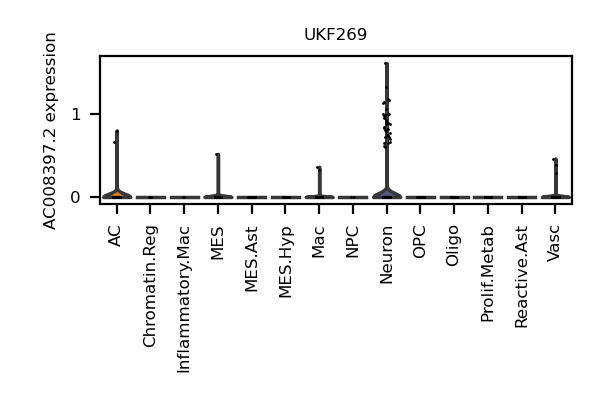 UKF269
AC008397.2 expression
1
0
AC
Chromatin.Reg
Inflammatory.Mac
MES
MES.Ast
MES.Hyp
Mac
NPC
Neuron
OPC
Oligo
Prolif.Metab
Reactive.Ast
Vasc